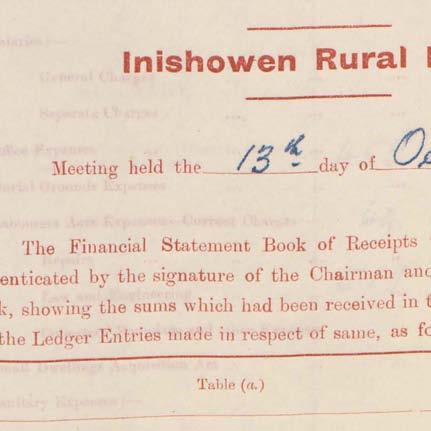 Inishowen Rural
Meeting held the 13th day of
The Financial Statement Book of Receipts
enticated by the signature of the Chairman and
k, showing the sums which had been received in t
the Ledger Entries made in respect of same, as fo
Table (a.)